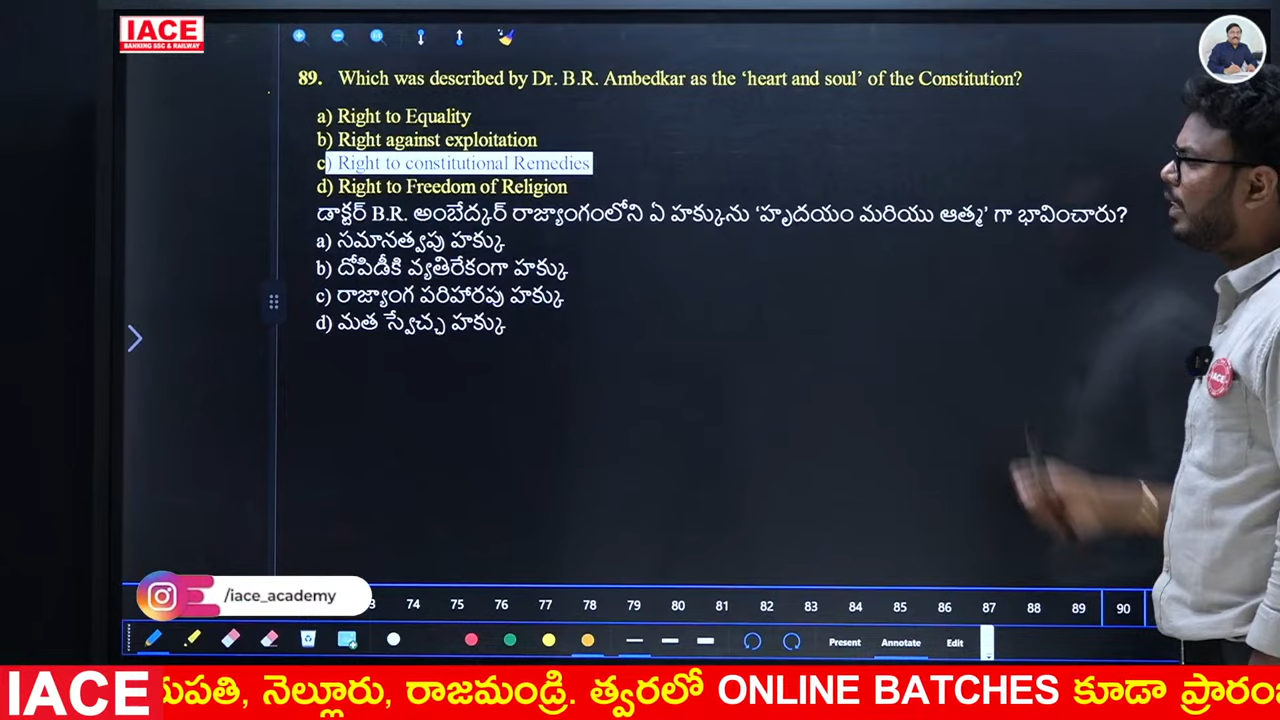 IACE
BANKING SSC & RAILWAY
89. Which was described by Dr. B.R. Ambedkar as the ‘heart and soul’ of the Constitution?
a) Right to Equality
b) Right against exploitation
c) Right to constitutional Remedies
d) Right to Freedom of Religion
డాక్టర్ B.R. అంబేద్కర్ రాజ్యాంగంలోని ఏ హక్కును ‘హృదయం మరియు ఆత్మ’ గా భావించారు?
a) సమానత్వపు హక్కు
b) దోపిడీకి వ్యతిరేకంగా హక్కు
c) రాజ్యాంగ పరిహారపు హక్కు
d) మత స్వేచ్ఛ హక్కు
IACE
/iace_academy
74 75 76 77 78 79 80 81 82 83 84 85 86 87 88 89 90
Present Annotate Edit
IACE నెల్లూరు, రాజమండ్రి. త్వరలో ONLINE BATCHES కూడా